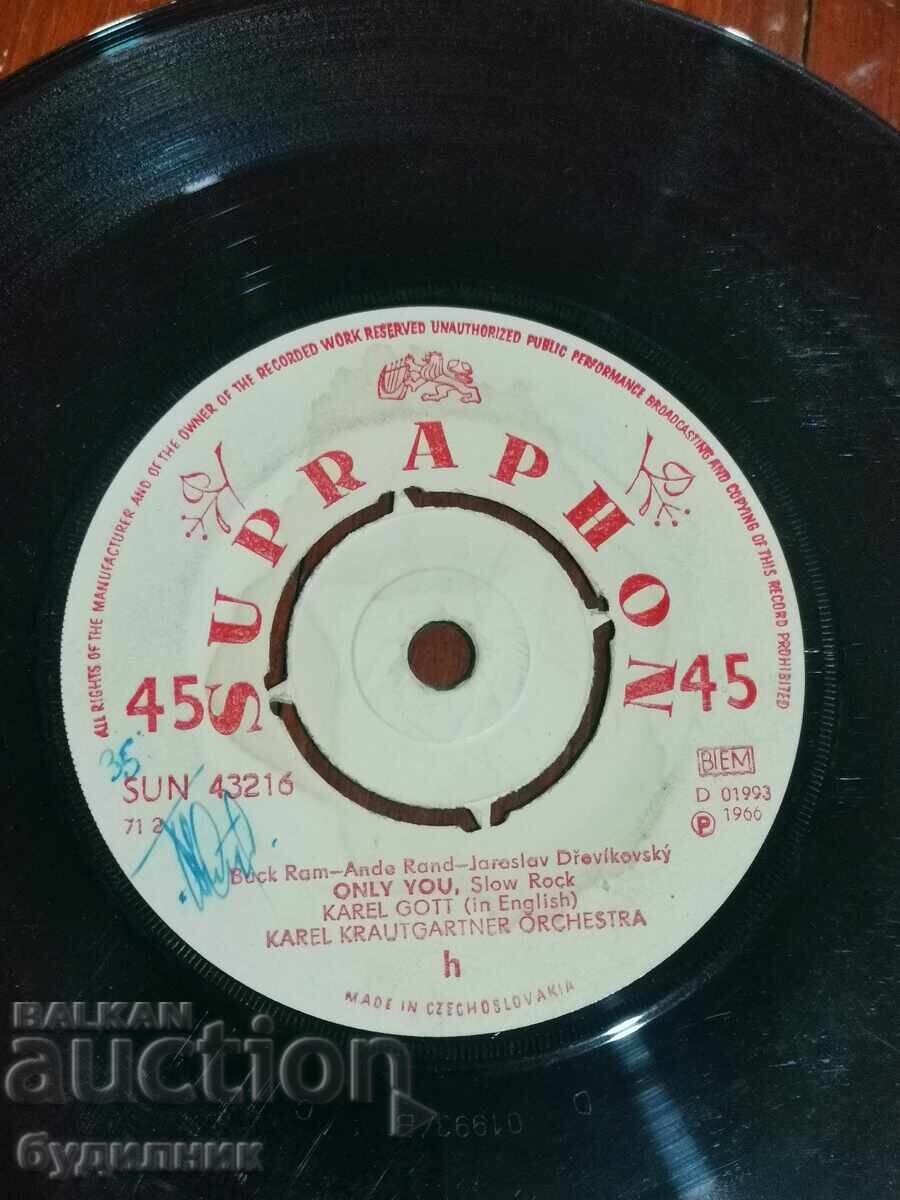 ALL RIGHTS OF THE MANUFACTURER AND OF THE OWNER OF THE RECORDED WORK RESERVED UNAUTHORIZED PUBLIC PERFORMANCE BROADCASTING AND COPYING OF THIS RECORD PROHIBITED
SUPRAPHON
45 45
35
SUN 43216
71 2
BIEM
D 01993
Ⓟ 1966
Buck Ram–Ande Rand–Jaroslav Dřevíkovský
ONLY YOU, Slow Rock
KAREL GOTT (in English)
KAREL KRAUTGARTNER ORCHESTRA
h
MADE IN CZECHOSLOVAKIA
BALKAN
auction
будилник